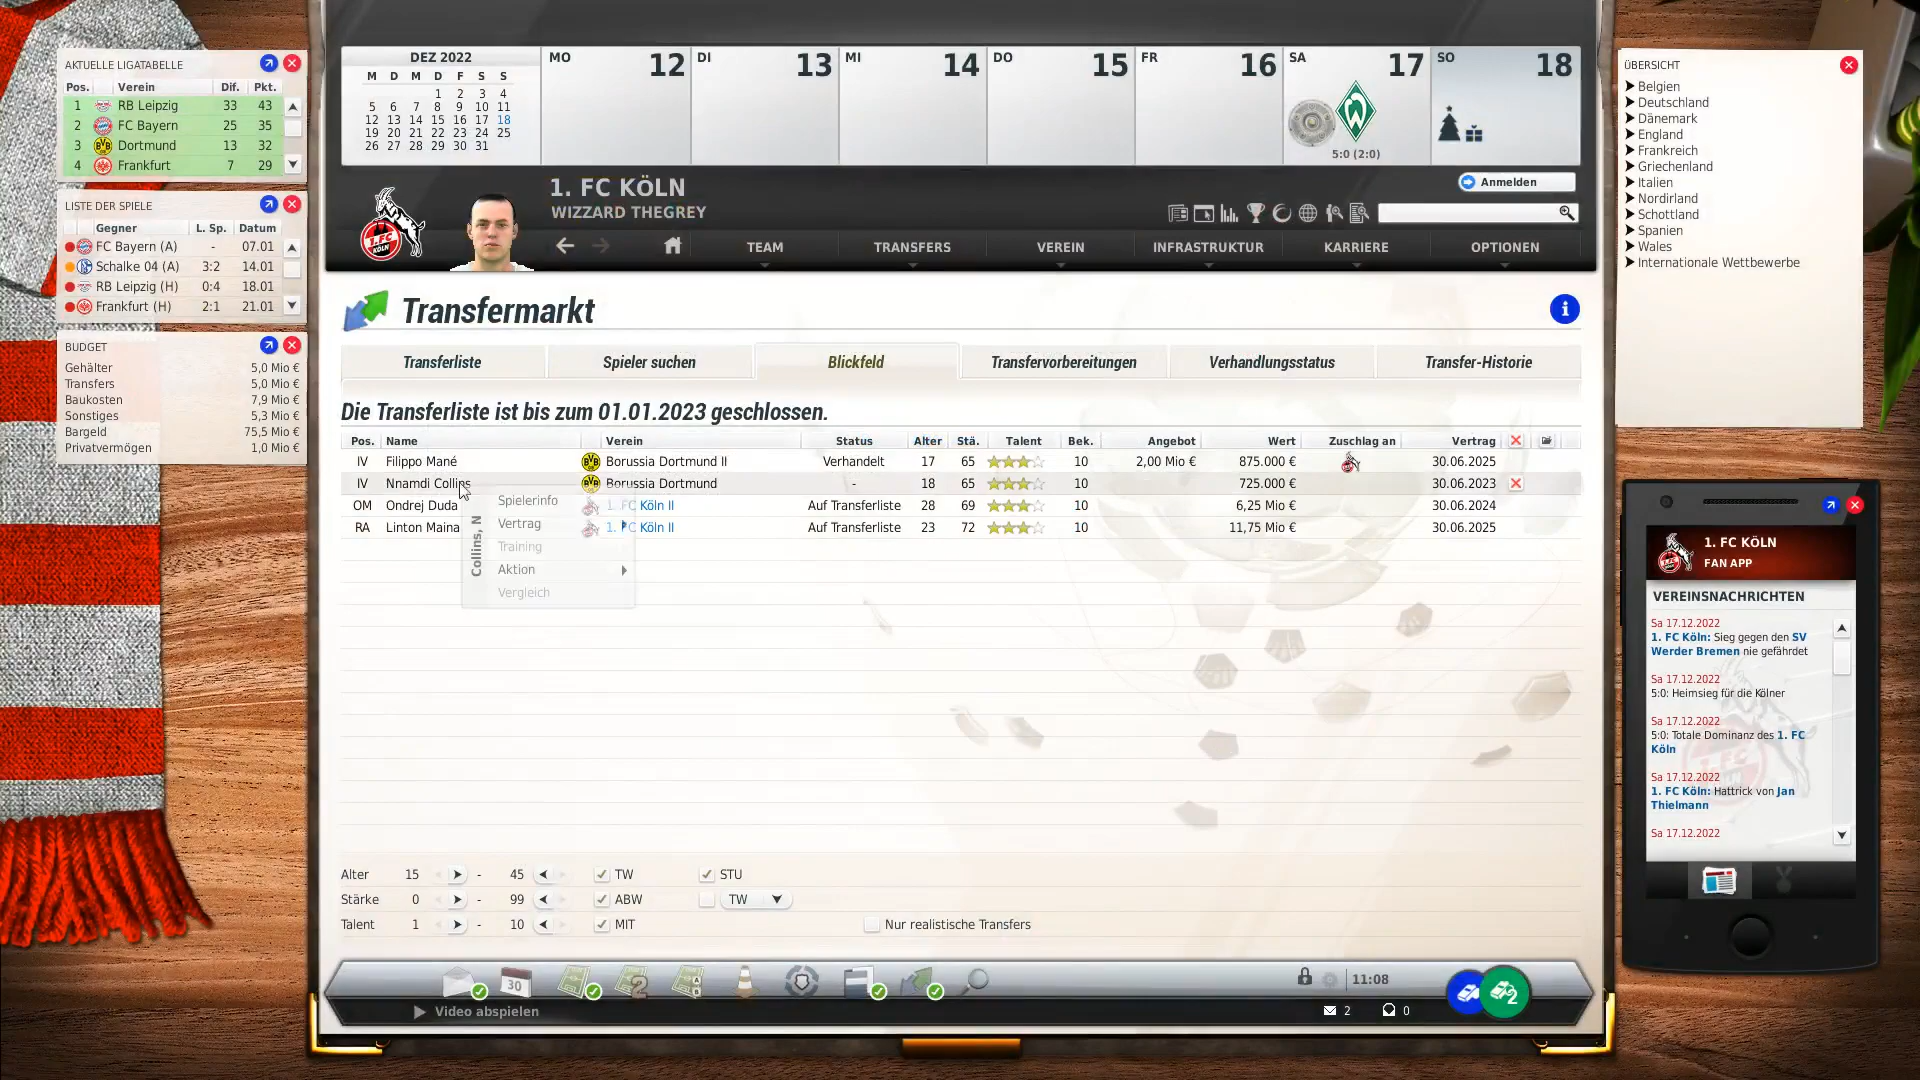 AKTUELLE LIGATABELLE
Pos. Verein Dif. Pkt.
1 RB Leipzig 33 43
2 FC Bayern 25 35
3 Dortmund 13 32
4 Frankfurt 7 29
LISTE DER SPIELE
Gegner L. Sp. Datum
FC Bayern (A) - 07.01
Schalke 04 (A) 3:2 14.01
RB Leipzig (H) 0:4 18.01
Frankfurt (H) 2:1 21.01
BUDGET
Gehälter 5,0 Mio €
Transfers 5,0 Mio €
Baukosten 7,9 Mio €
Sonstiges 5,3 Mio €
Bargeld 75,5 Mio €
Privatvermögen 1,0 Mio €
DEZ 2022
M D M D F S S
1 2 3 4
5 6 7 8 9 10 11
12 13 14 15 16 17 18
19 20 21 22 23 24 25
26 27 28 29 30 31
MO 12 DI 13 MI 14 DO 15 FR 16 SA 17 SO 18
5:0 (2:0)
1. FC KÖLN
WIZZARD THEGREY
Anmelden
TEAM TRANSFERS VEREIN INFRASTRUKTUR KARRIERE OPTIONEN
Transfermarkt
Transferliste Spieler suchen Blickfeld Transfervorbereitungen Verhandlungsstatus Transfer-Historie
Die Transferliste ist bis zum 01.01.2023 geschlossen.
Pos. Name Verein Status Alter Stä. Talent Bek. Angebot Wert Zuschlag an Vertrag
IV Filippo Mané Borussia Dortmund II Verhandelt 17 65 10 2,00 Mio € 875.000 € 30.06.2025
IV Nnamdi Collins Borussia Dortmund - 18 65 10 725.000 € 30.06.2023
OM Ondrej Duda 1. FC Köln II Auf Transferliste 28 69 10 6,25 Mio € 30.06.2024
RA Linton Maina 1. FC Köln II Auf Transferliste 23 72 10 11,75 Mio € 30.06.2025
Collins, N
Spielerinfo
Vertrag
Training
Aktion
Vergleich
Alter 15 - 45 TW STU
Stärke 0 - 99 ABW TW
Talent 1 - 10 MIT Nur realistische Transfers
30 2 11:08 2
Video abspielen 2 0
ÜBERSICHT
Belgien
Deutschland
Dänemark
England
Frankreich
Griechenland
Italien
Nordirland
Schottland
Spanien
Wales
Internationale Wettbewerbe
1. FC KÖLN
FAN APP
VEREINSNACHRICHTEN
Sa 17.12.2022
1. FC Köln: Sieg gegen den SV
Werder Bremen nie gefährdet
Sa 17.12.2022
5:0: Heimsieg für die Kölner
Sa 17.12.2022
5:0: Totale Dominanz des 1. FC
Köln
Sa 17.12.2022
1. FC Köln: Hattrick von Jan
Thielmann
Sa 17.12.2022